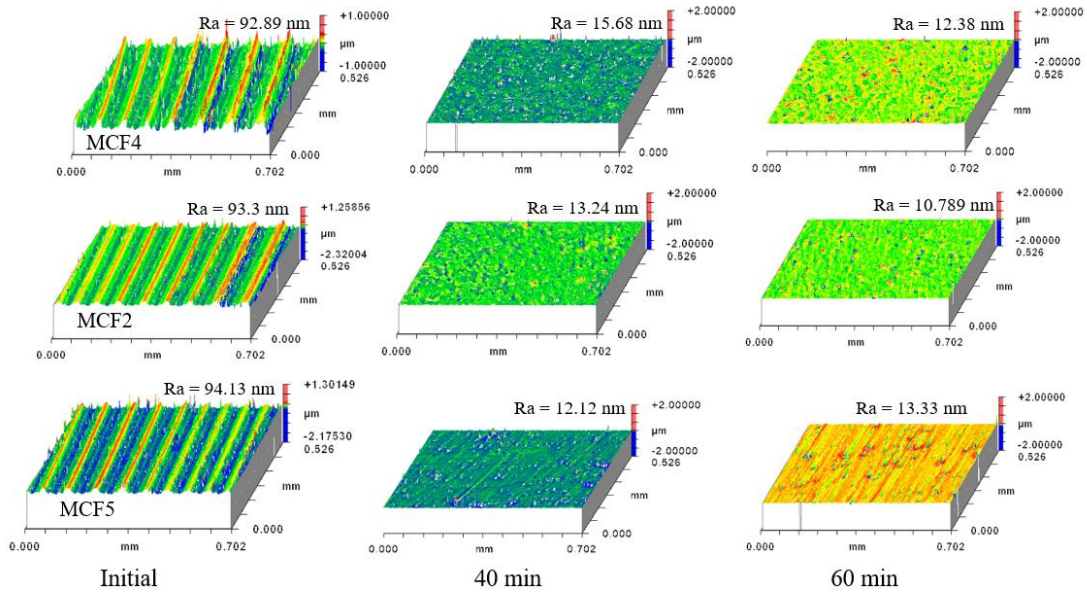 Ra = 92.89 nm
+1.00000
µm
-1.00000
0.526
mm
0.000
MCF4
0.000
mm
0.702
Ra = 15.68 nm
+2.00000
µm
-2.00000
0.526
mm
0.000
0.000
mm
0.702
Ra = 12.38 nm
+2.00000
µm
-2.00000
0.526
mm
0.000
0.000
mm
0.702
Ra = 93.3 nm
+1.25856
µm
-2.32004
0.526
mm
0.000
MCF2
0.000
mm
0.702
Ra = 13.24 nm
+2.00000
µm
-2.00000
0.526
mm
0.000
0.000
mm
0.702
Ra = 10.789 nm
+2.00000
µm
-2.00000
0.526
mm
0.000
0.000
mm
0.702
Ra = 94.13 nm
+1.30149
µm
-2.17530
0.526
mm
0.000
MCF5
0.000
mm
0.702
Ra = 12.12 nm
+2.00000
µm
-2.00000
0.526
mm
0.000
0.000
mm
0.702
Ra = 13.33 nm
+2.00000
µm
-2.00000
0.526
mm
0.000
0.000
mm
0.702
Initial
40 min
60 min